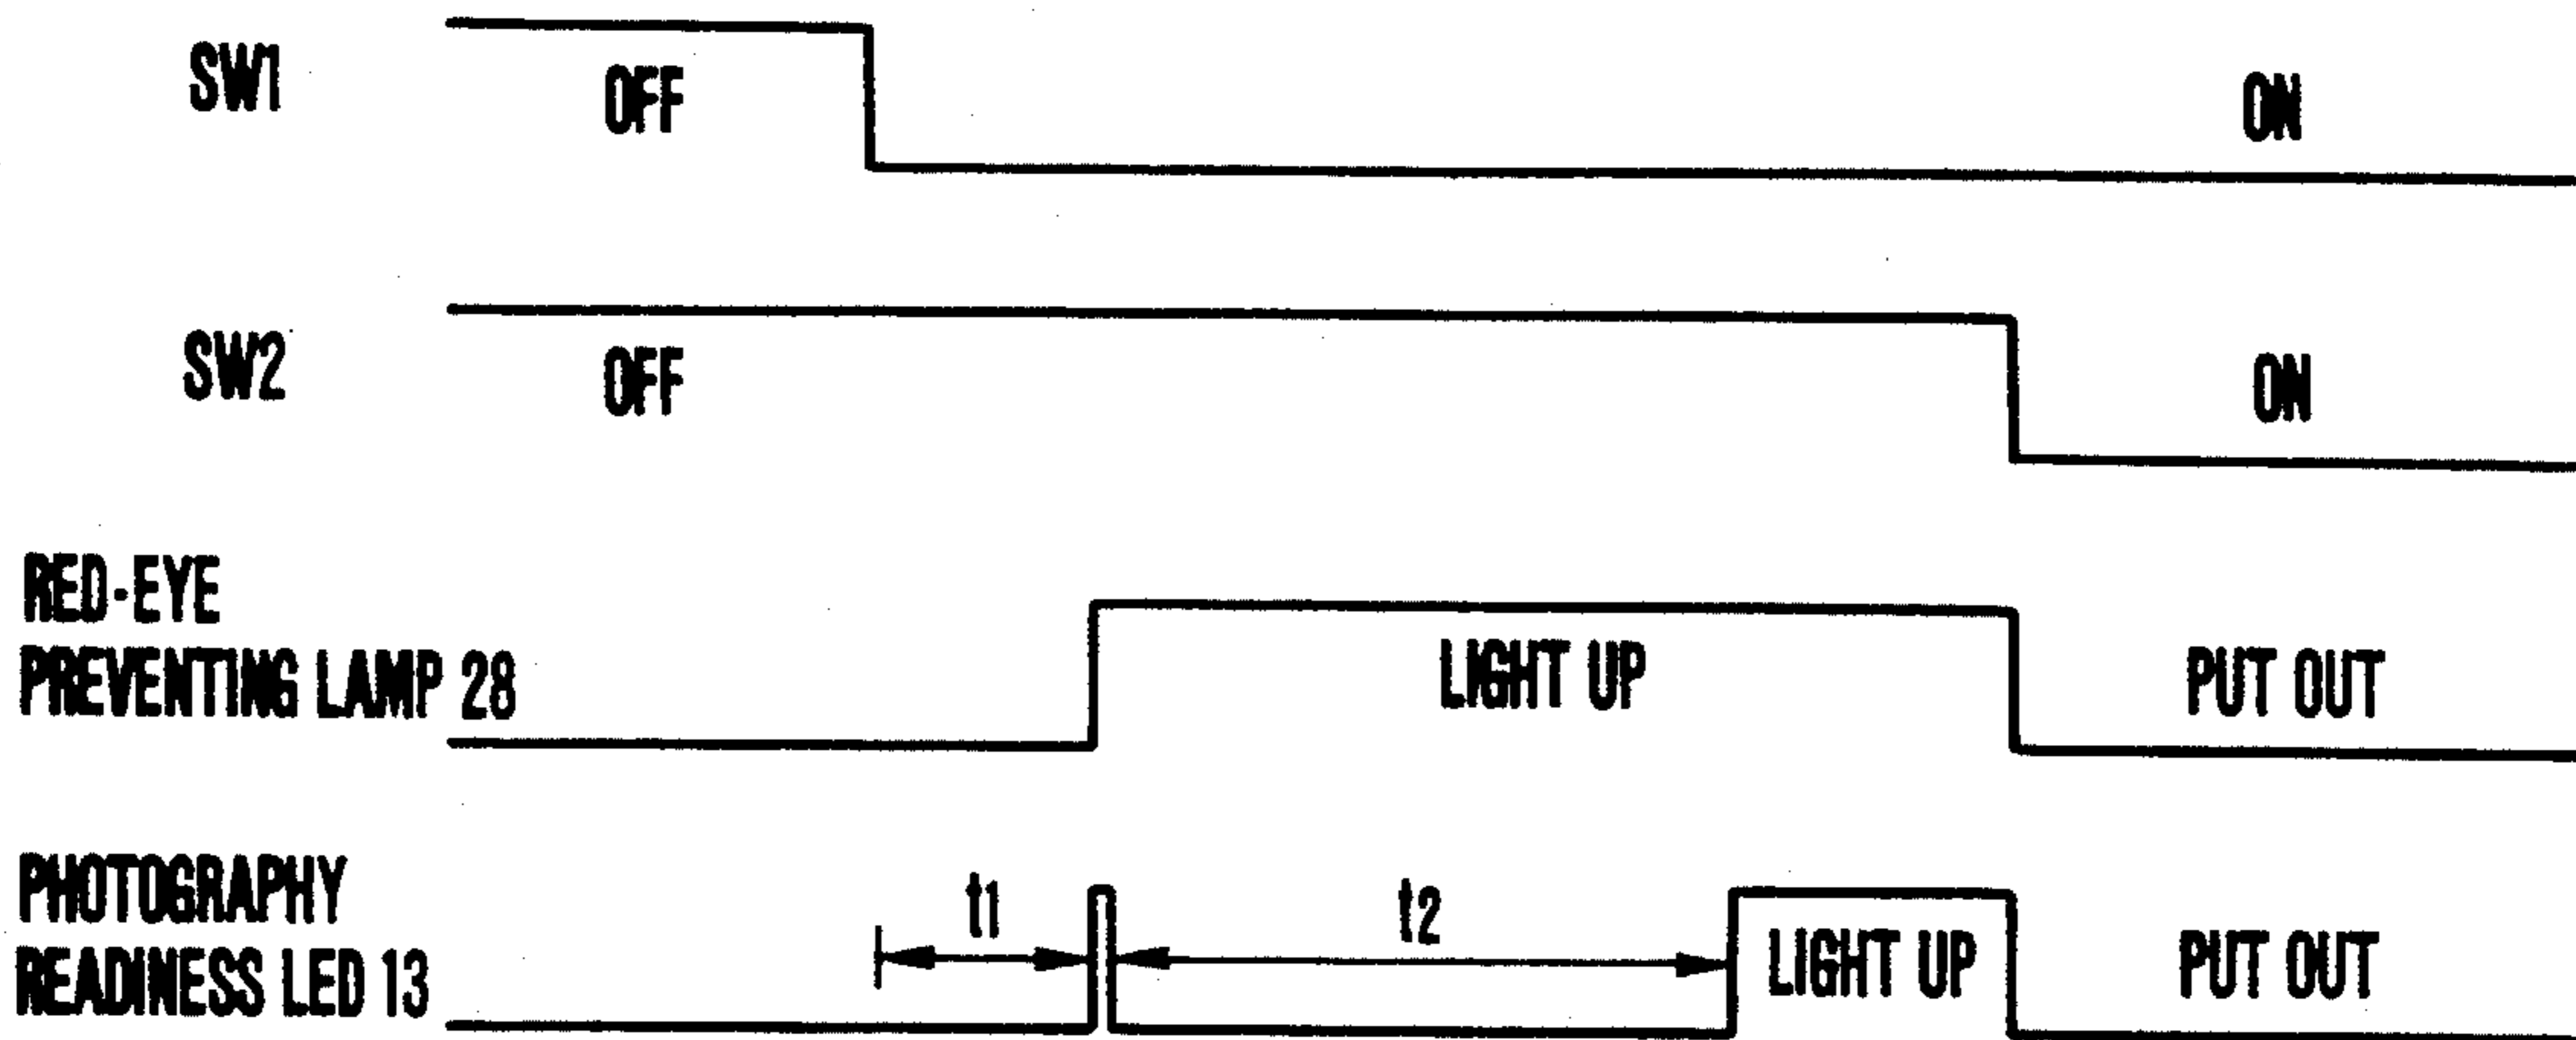 SW1
OFF
ON
SW2
OFF
ON
RED-EYE
PREVENTING LAMP 28
LIGHT UP
PUT OUT
PHOTOGRAPHY
READINESS LED 13
t1
t2
LIGHT UP
PUT OUT